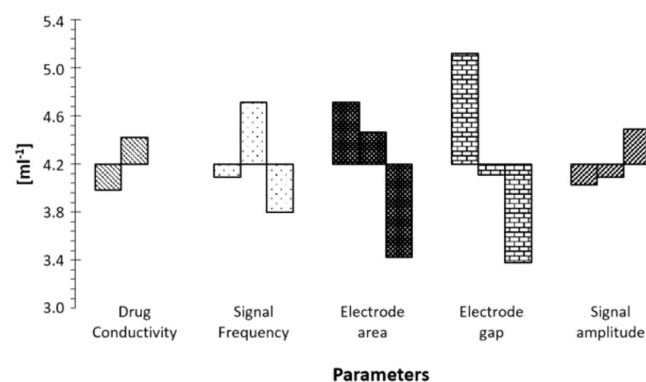 5.4
5.0
4.6
4.2
3.8
3.4
3.0
[ml-1]
Drug Conductivity
Signal Frequency
Electrode area
Electrode gap
Signal amplitude
Parameters